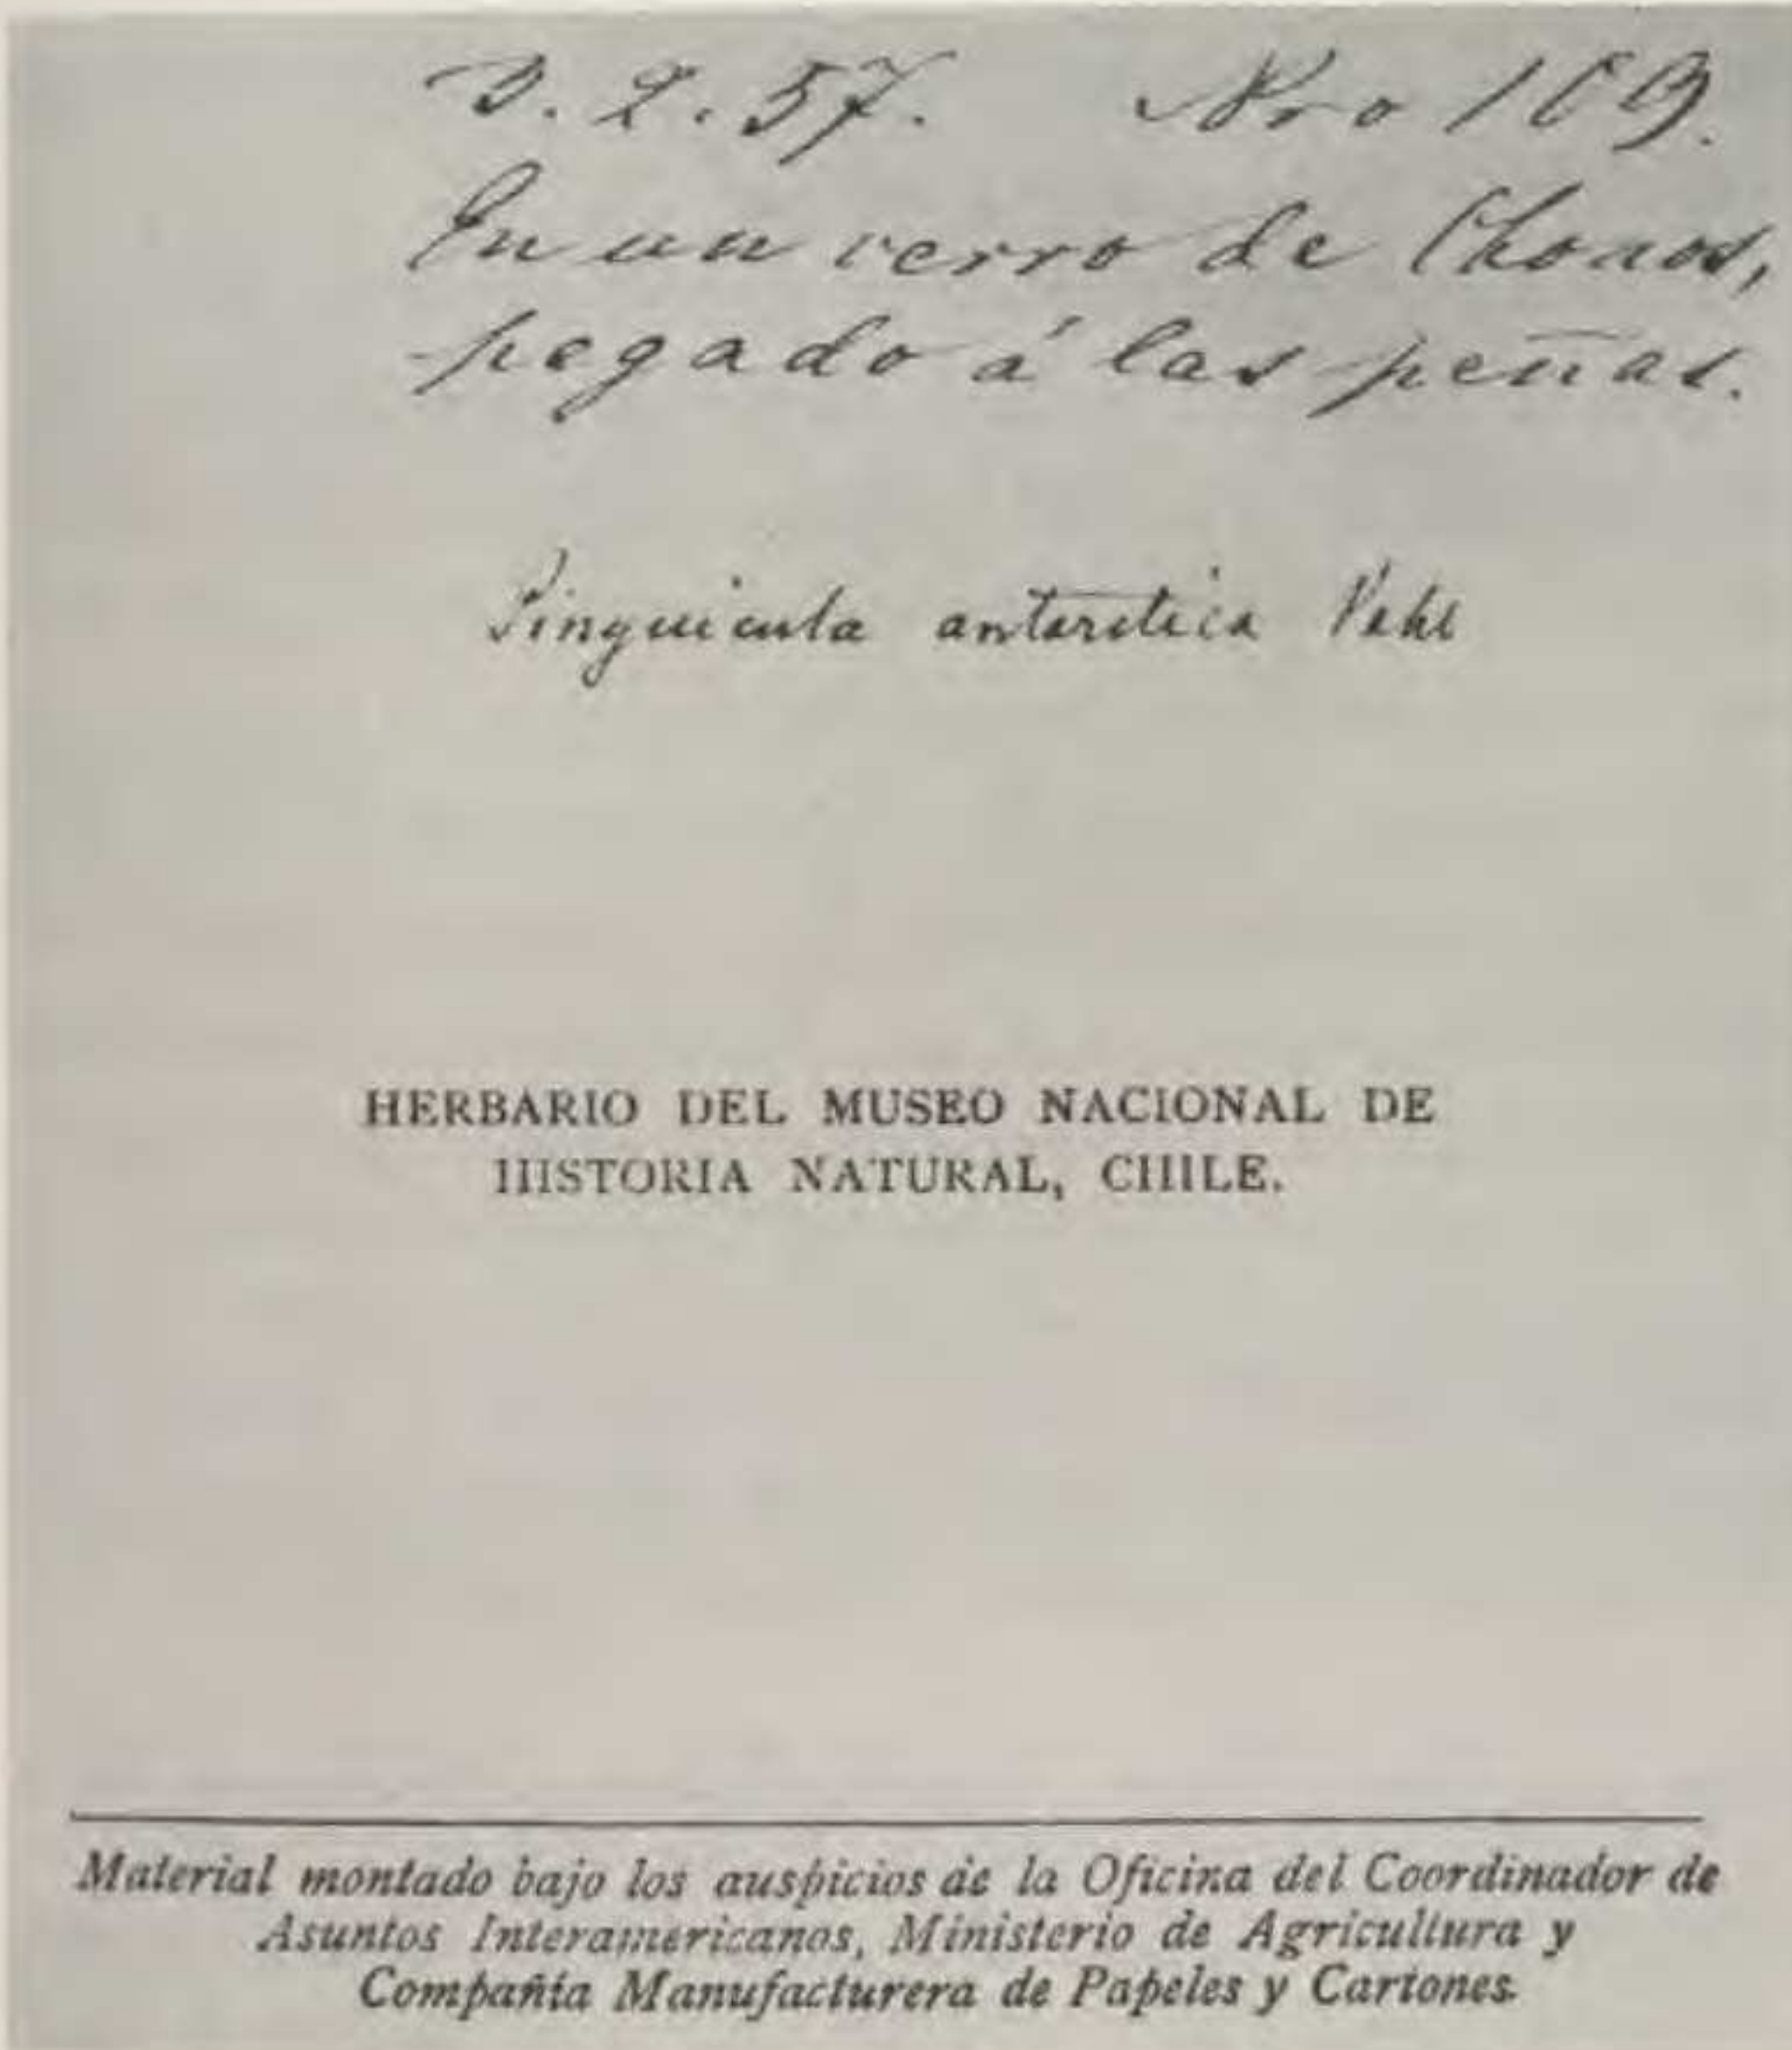 3. 2. 57. Nro 109.
En un cerro de Chonos,
pegado á las peñas.
Pinguicula antarctica Vahl
HERBARIO DEL MUSEO NACIONAL DE
HISTORIA NATURAL, CHILE.
Material montado bajo los auspicios de la Oficina del Coordinador de
Asuntos Interamericanos, Ministerio de Agricultura y
Compañía Manufacturera de Papeles y Cartones